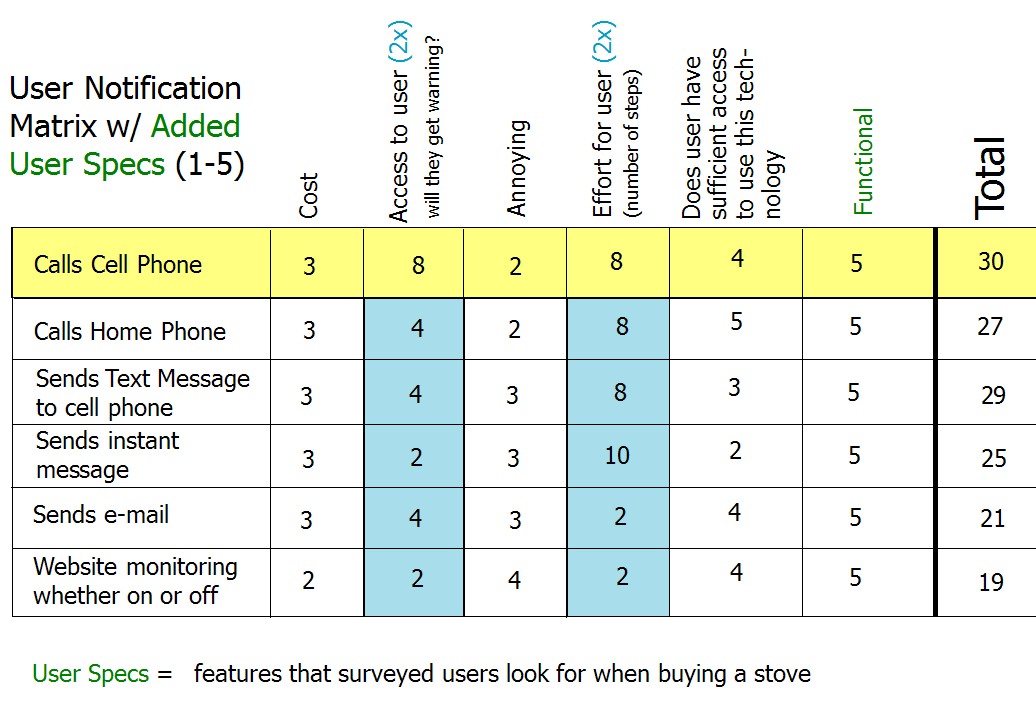 User Notification
Matrix w/ Added
User Specs (1-5)
Cost
Access to user (2x)
will they get warning?
Annoying
Effort for user (2x)
(number of steps)
Does user have
sufficient access
to use this tech-
nology
Functional
Total
Calls Cell Phone 3 8 2 8 4 5 30
Calls Home Phone 3 4 2 8 5 5 27
Sends Text Message
to cell phone 3 4 3 8 3 5 29
Sends instant
message 3 2 3 10 2 5 25
Sends e-mail 3 4 3 2 4 5 21
Website monitoring
whether on or off 2 2 4 2 4 5 19
User Specs = features that surveyed users look for when buying a stove